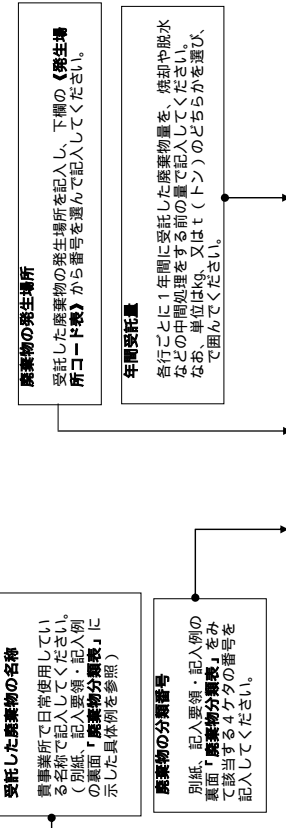 受託した廃棄物の名称
貴事業所で日常使用してい
る名称で記入してください。
(別紙、記入要領・記入例
の裏面「廃棄物分類表」に
示した具体例を参照)
廃棄物の分類番号
別紙、記入要領・記入例の
裏面「廃棄物分類表」をみ
て該当する4ケタの番号を
記入してください。
廃棄物の発生場所
受託した廃棄物の発生場所を記入し、下欄の《発生場
所コード表》から番号を選んで記入してください。
年間受託量
各行ごとに1年間に受託した廃棄物量を、焼却や脱水
などの中間処理をする前の量で記入してください。
なお、単位はkg、又はt(トン)のどちらかを選び、
で囲んでください。